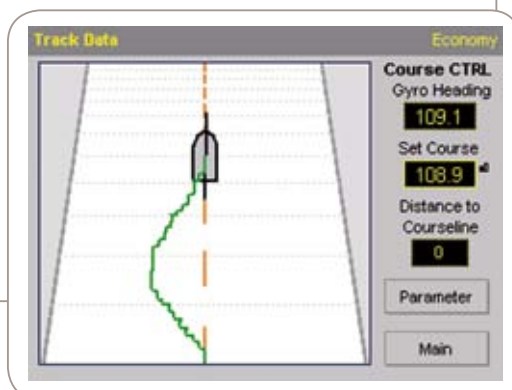 Track Data
Economy
Course CTRL
Gyro Heading
109.1
Set Course
108.9
Distance to
Courseline
0
Parameter
Main